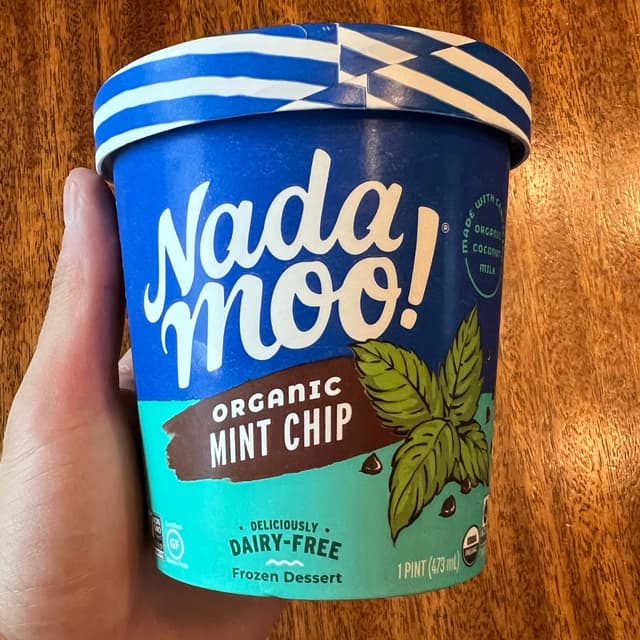 Nada
moo!
®
MADE WITH
ORGANIC
COCONUT
MILK
ORGANIC
MINT CHIP
DELICIOUSLY
DAIRY-FREE
Frozen Dessert
GF
1 PINT (473 mL)